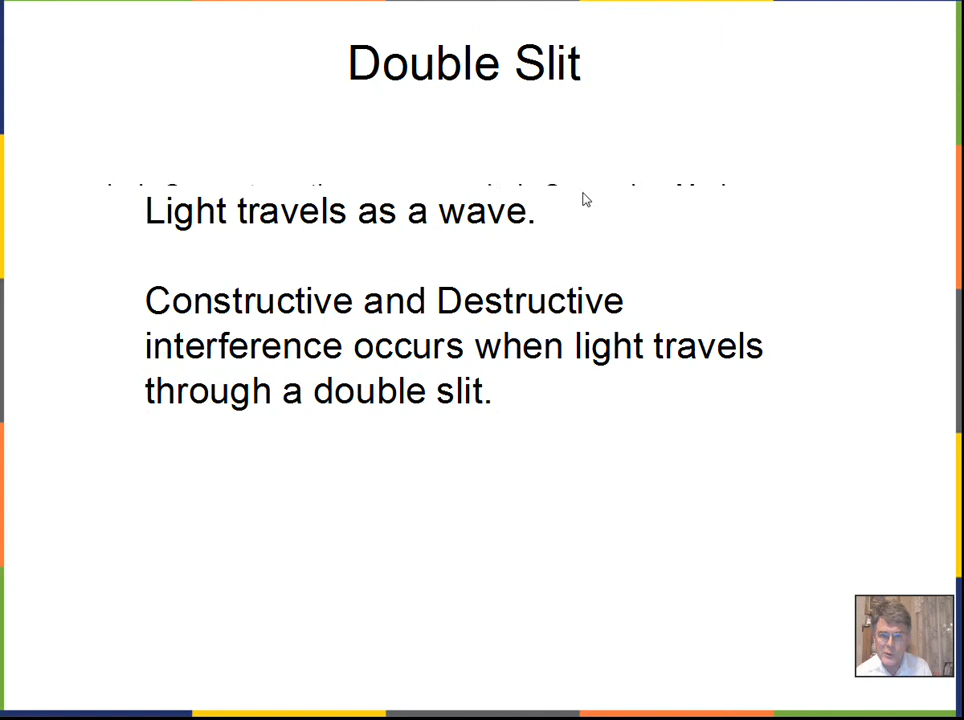 Double Slit
Light travels as a wave.
Constructive and Destructive
interference occurs when light travels
through a double slit.